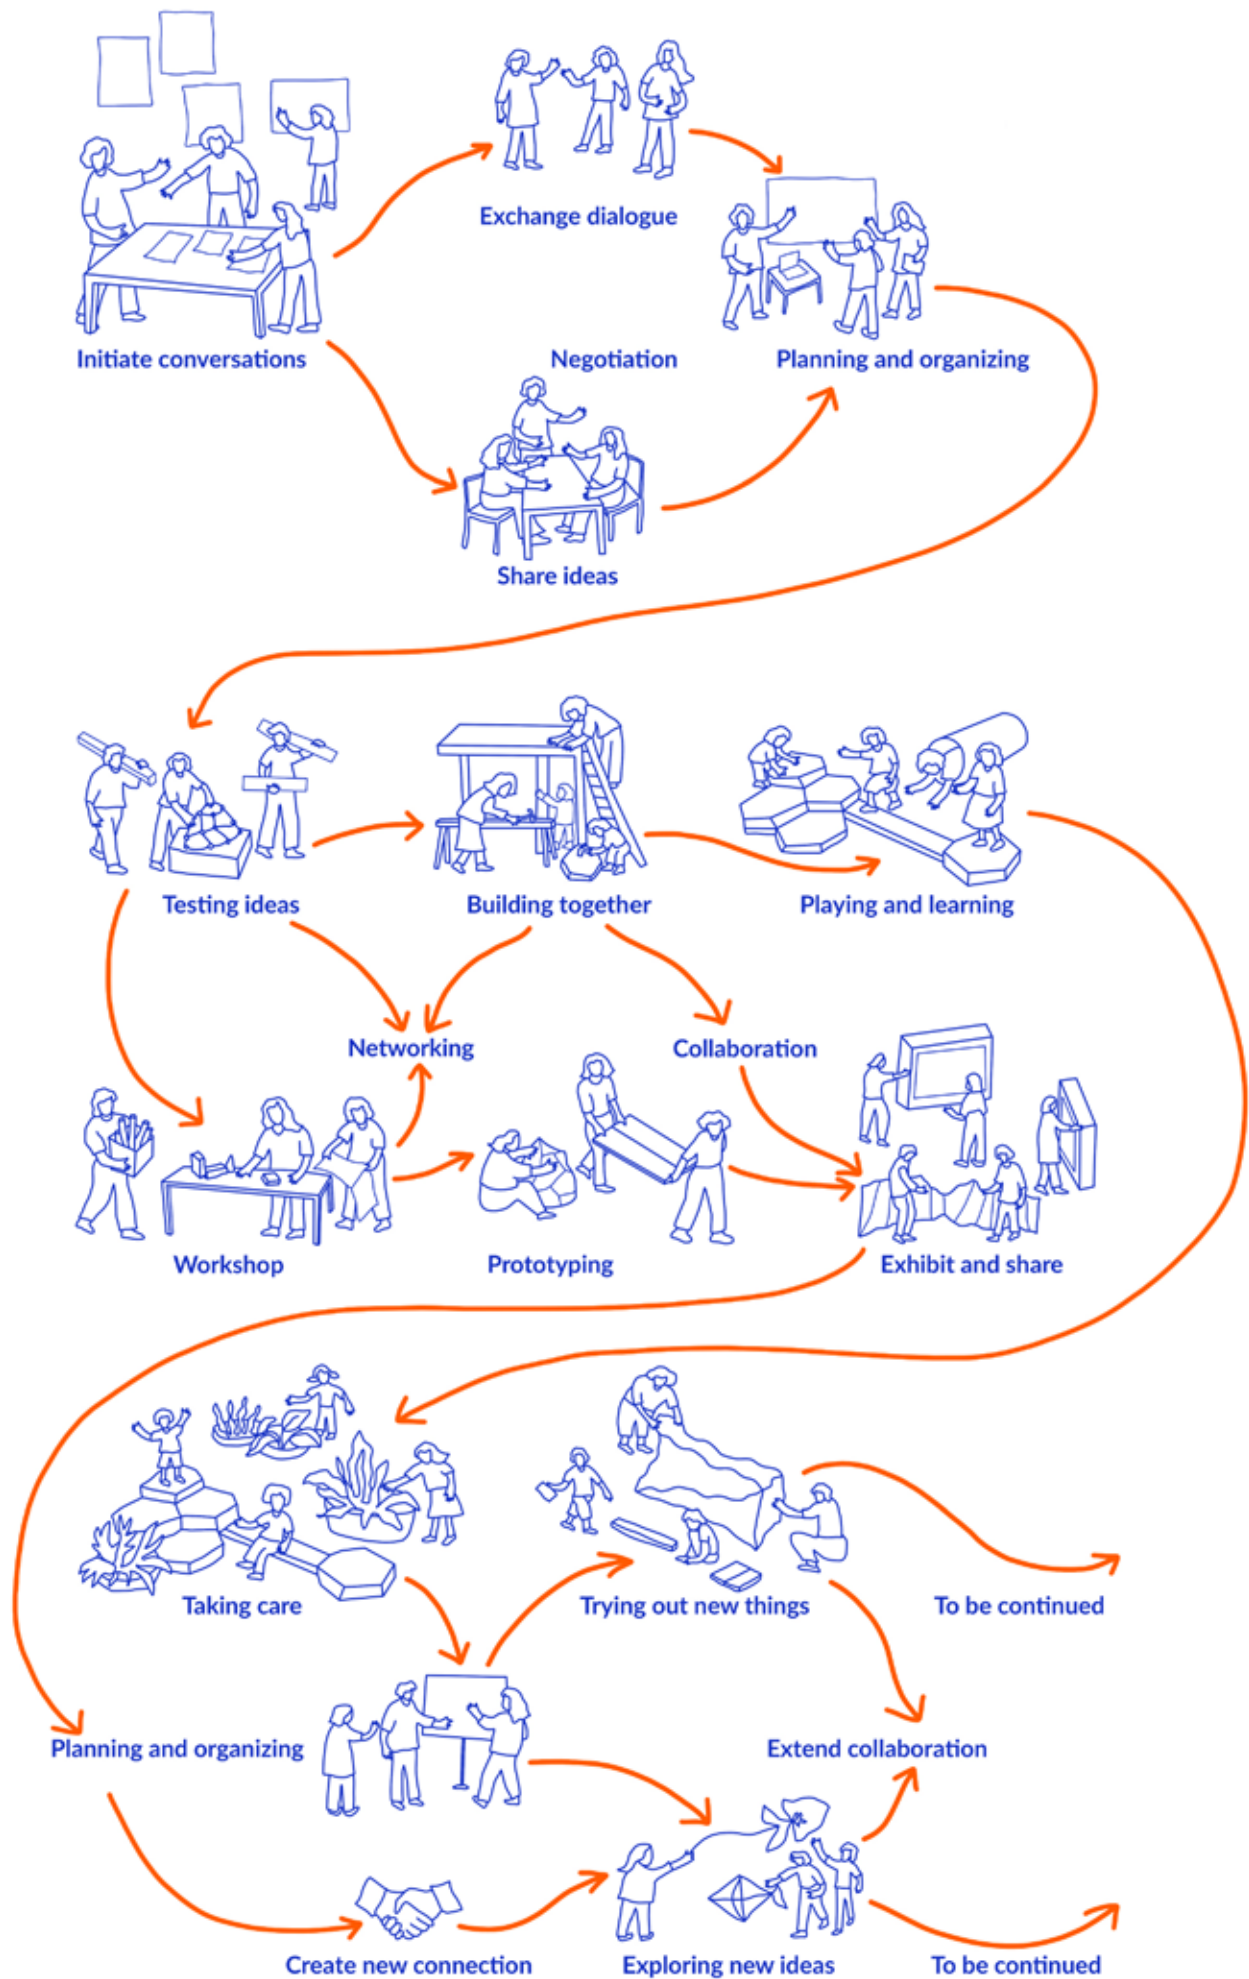 Exchange dialogue
Initiate conversations
Negotiation
Planning and organizing
Share ideas
Testing ideas
Building together
Playing and learning
Networking
Collaboration
Workshop
Prototyping
Exhibit and share
Taking care
Trying out new things
To be continued
Planning and organizing
Extend collaboration
Create new connection
Exploring new ideas
To be continued